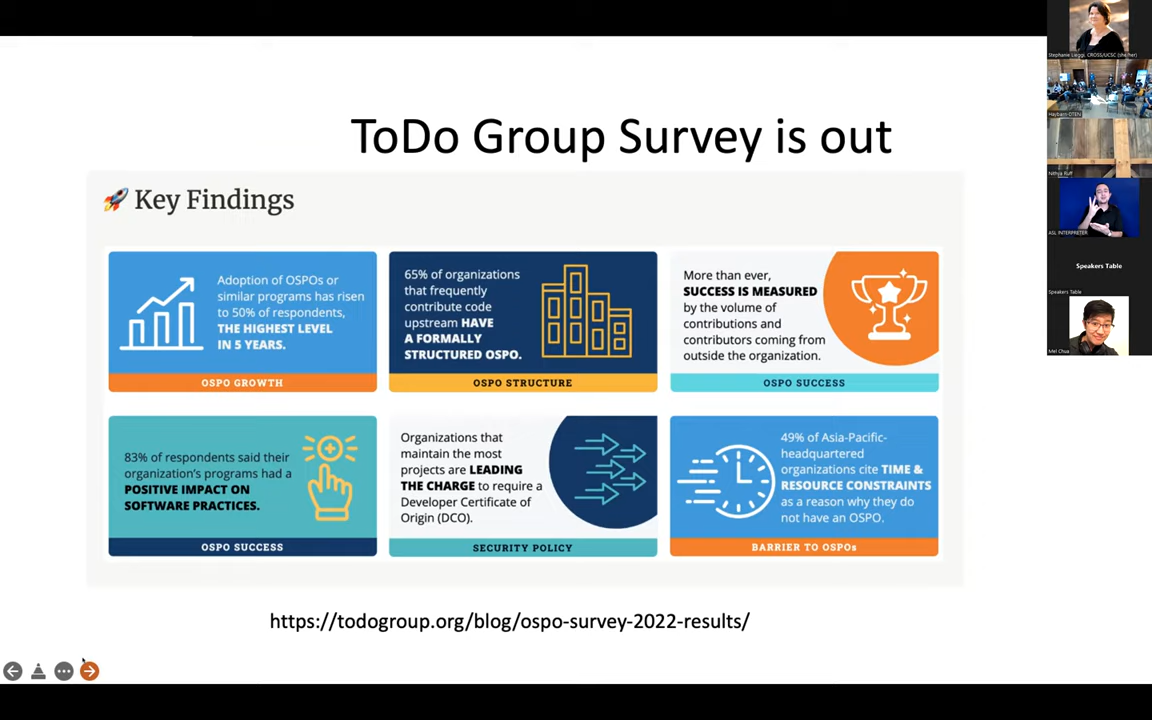 ToDo Group Survey is out
🚀 Key Findings
Adoption of OSPOs or
similar programs has risen
to 50% of respondents,
THE HIGHEST LEVEL
IN 5 YEARS.
OSPO GROWTH
65% of organizations
that frequently
contribute code
upstream HAVE
A FORMALLY
STRUCTURED OSPO.
OSPO STRUCTURE
More than ever,
SUCCESS IS MEASURED
by the volume of
contributions and
contributors coming from
outside the organization.
OSPO SUCCESS
83% of respondents said their
organization's programs had a
POSITIVE IMPACT ON
SOFTWARE PRACTICES.
OSPO SUCCESS
Organizations that
maintain the most
projects are LEADING
THE CHARGE to require a
Developer Certificate of
Origin (DCO).
SECURITY POLICY
49% of Asia-Pacific-
headquartered
organizations cite TIME &
RESOURCE CONSTRAINTS
as a reason why they do
not have an OSPO.
BARRIER TO OSPOs
https://todogroup.org/blog/ospo-survey-2022-results/
Stephanie Lieggi, CROSS/UCSC (she/her)
Haybarn-OTEN
Nithya Ruff
ASL INTERPRETER
Speakers Table
Speakers Table
Mel Chua